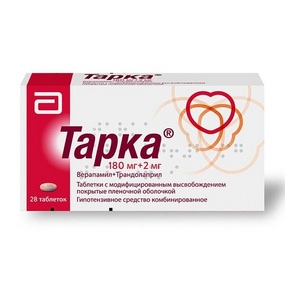 Тарка®
180 мг+2 мг
Верапамил+Трандолаприл
Таблетки с модифицированным высвобождением
покрытые пленочной оболочкой
Гипотензивное средство комбинированное
28 таблеток